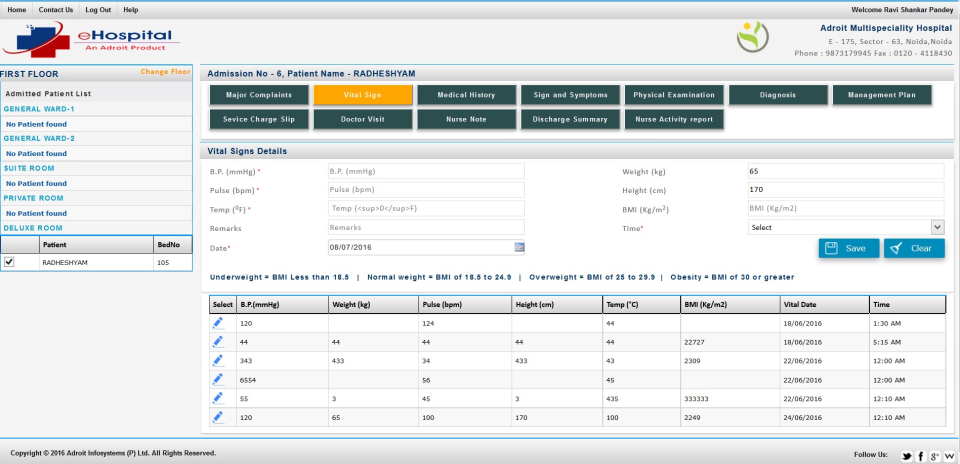 Home Contact Us Log Out Help Welcome Ravi Shankar Pandey
eHospital
An Adroit Product
Adroit Multispeciality Hospital
E - 175, Sector - 63, Noida,Noida
Phone : 9873179945 Fax : 0120 - 4118430
FIRST FLOOR Change Floor
Admitted Patient List
GENERAL WARD-1
No Patient found
GENERAL WARD-2
No Patient found
SUITE ROOM
No Patient found
PRIVATE ROOM
No Patient found
DELUXE ROOM
Patient BedNo
RADHESHYAM 105
Admission No - 6, Patient Name - RADHESHYAM
Major Complaints Vital Sign Medical History Sign and Symptoms Physical Examination Diagnosis Management Plan
Sevice Charge Slip Doctor Visit Nurse Note Discharge Summary Nurse Activity report
Vital Signs Details
B.P. (mmHg) * B.P. (mmHg) Weight (kg) 65
Pulse (bpm) * Pulse (bpm) Height (cm) 170
Temp (⁰F) * Temp (<sup>0</sup>F) BMI (Kg/m²) BMI (Kg/m2)
Remarks Remarks Time* Select
Date* 08/07/2016 Save Clear
Underweight = BMI Less than 18.5 | Normal weight = BMI of 18.5 to 24.9 | Overweight = BMI of 25 to 29.9 | Obesity = BMI of 30 or greater
Select B.P.(mmHg) Weight (kg) Pulse (bpm) Height (cm) Temp (°C) BMI (Kg/m2) Vital Date Time
120 124 44 18/06/2016 1:30 AM
44 44 44 44 44 22727 18/06/2016 5:15 AM
343 433 34 433 43 2309 22/06/2016 12:00 AM
6554 56 45 22/06/2016 12:00 AM
55 3 45 3 435 333333 22/06/2016 12:10 AM
120 65 100 170 100 2249 24/06/2016 12:10 AM
Copyright © 2016 Adroit Infosystems (P) Ltd. All Rights Reserved. Follow Us: